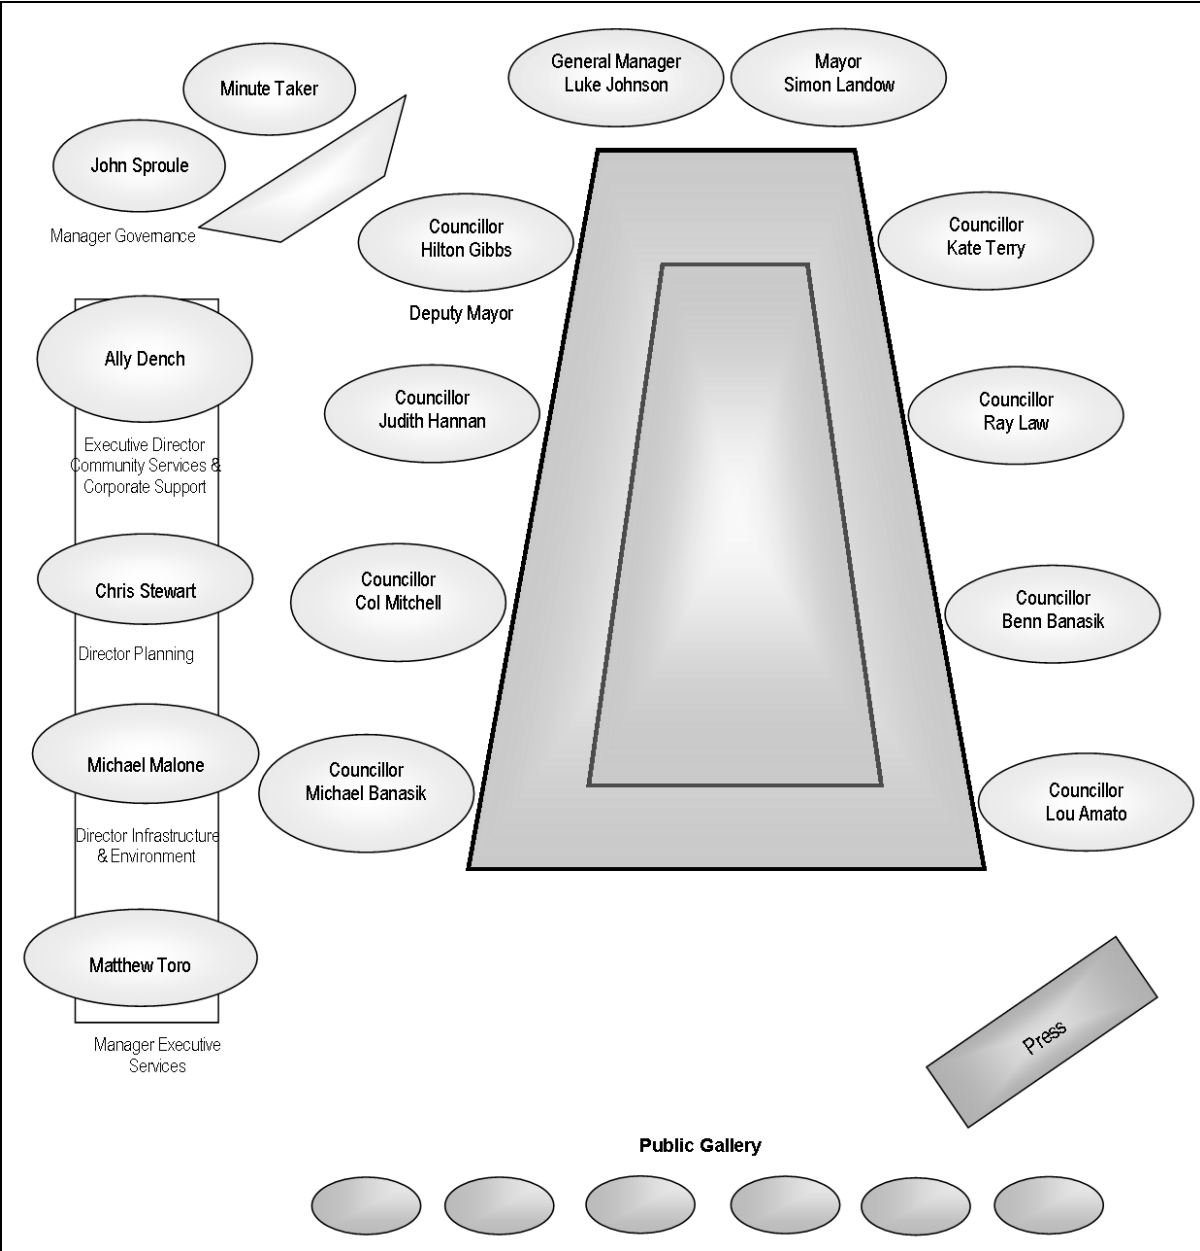 General Manager
Luke Johnson
Mayor
Simon Landow
Minute Taker
John Sproule
Manager Governance
Councillor
Hilton Gibbs
Deputy Mayor
Councillor
Kate Terry
Ally Dench
Executive Director
Community Services &
Corporate Support
Councillor
Judith Hannan
Councillor
Ray Law
Chris Stewart
Director Planning
Councillor
Col Mitchell
Councillor
Benn Banasik
Michael Malone
Director Infrastructure
& Environment
Councillor
Michael Banasik
Councillor
Lou Amato
Matthew Toro
Manager Executive
Services
Press
Public Gallery